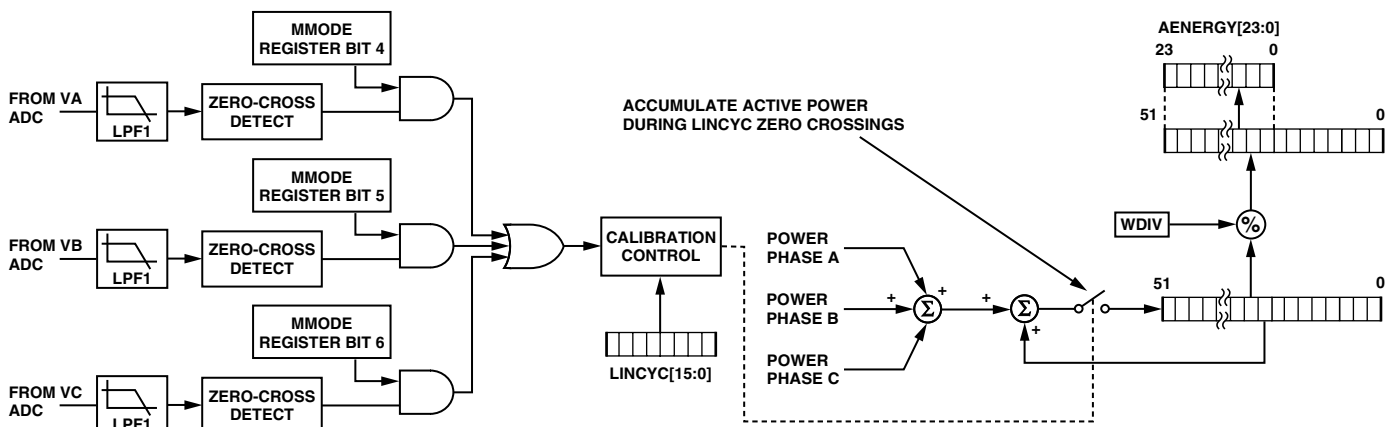 MMODE
REGISTER BIT 4
FROM VA
ADC
LPF1
ZERO-CROSS
DETECT
MMODE
REGISTER BIT 5
FROM VB
ADC
LPF1
ZERO-CROSS
DETECT
MMODE
REGISTER BIT 6
FROM VC
ADC
LPF1
ZERO-CROSS
DETECT
CALIBRATION
CONTROL
LINCYC[15:0]
ACCUMULATE ACTIVE POWER
DURING LINCYC ZERO CROSSINGS
POWER
PHASE A
POWER
PHASE B
POWER
PHASE C
+
+
Σ
+
Σ
+
AENERGY[23:0]
23 0
51 0
WDIV
%
51 0